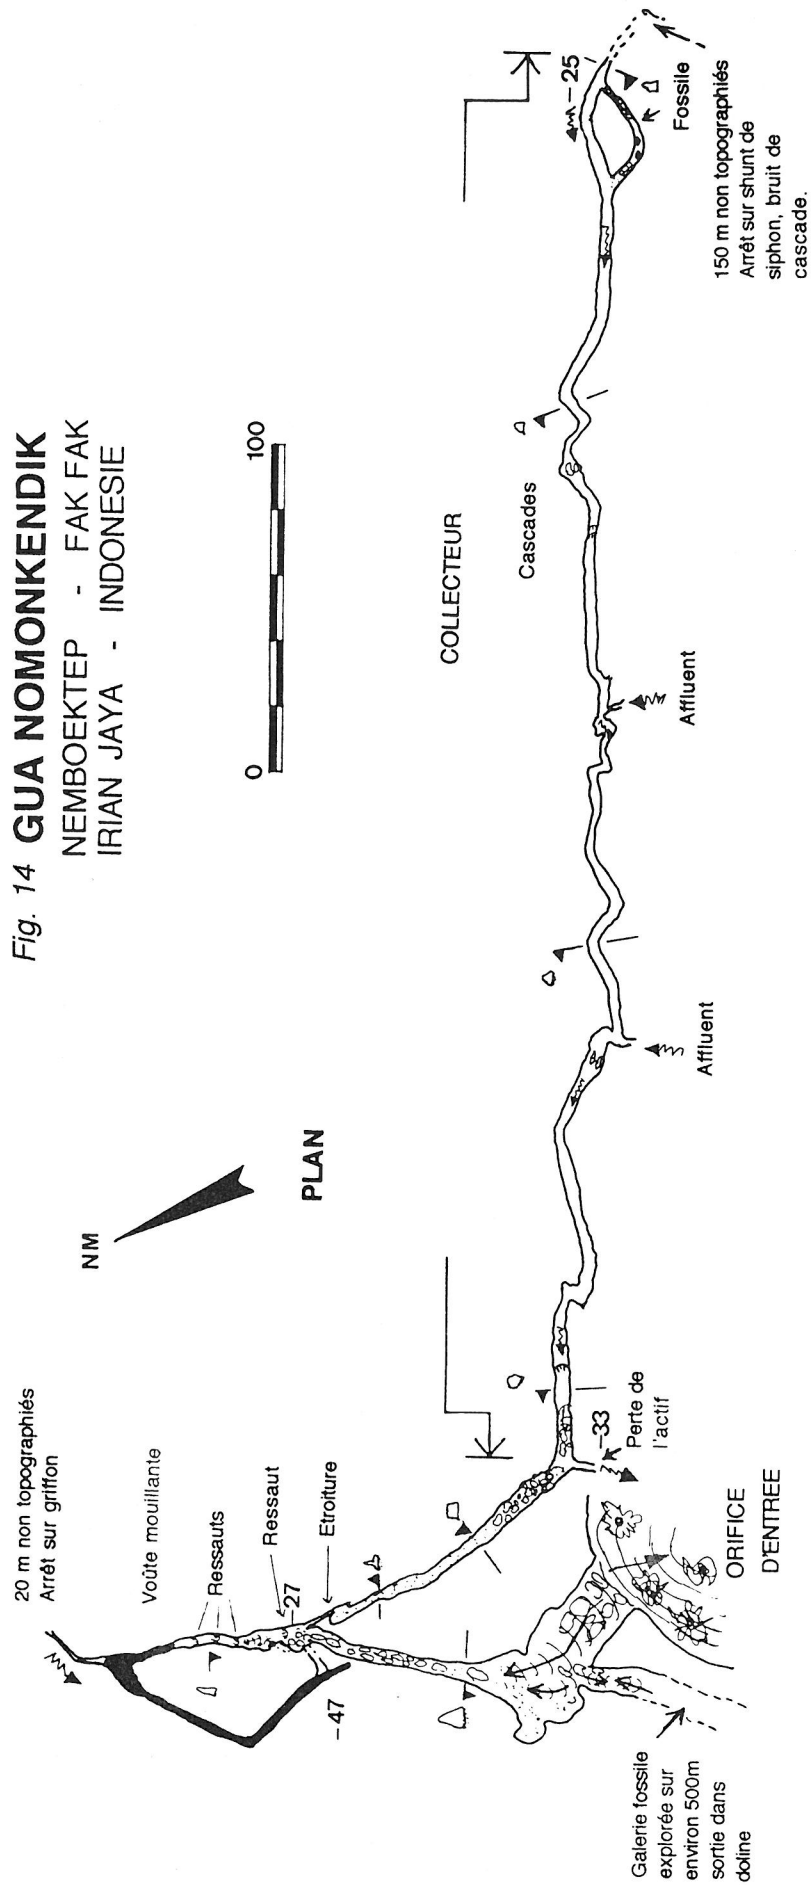 Fig. 14 GUA NOMONKENDIK
NEMBOEKTEP - FAK FAK
IRIAN JAYA - INDONESIE
0 100
NM
PLAN
20 m non topographiés
Arrêt sur griffon
Voûte mouillante
Ressauts
Ressaut
-27
Etroiture
-47
COLLECTEUR
Cascades
Affluent
Affluent
-25
Fossile
150 m non topographiés
Arrêt sur shunt de
siphon, bruit de
cascade.
-33
Perte de
l'actif
ORIFICE
D'ENTREE
Galerie fossile
explorée sur
environ 500m
sortie dans
doline